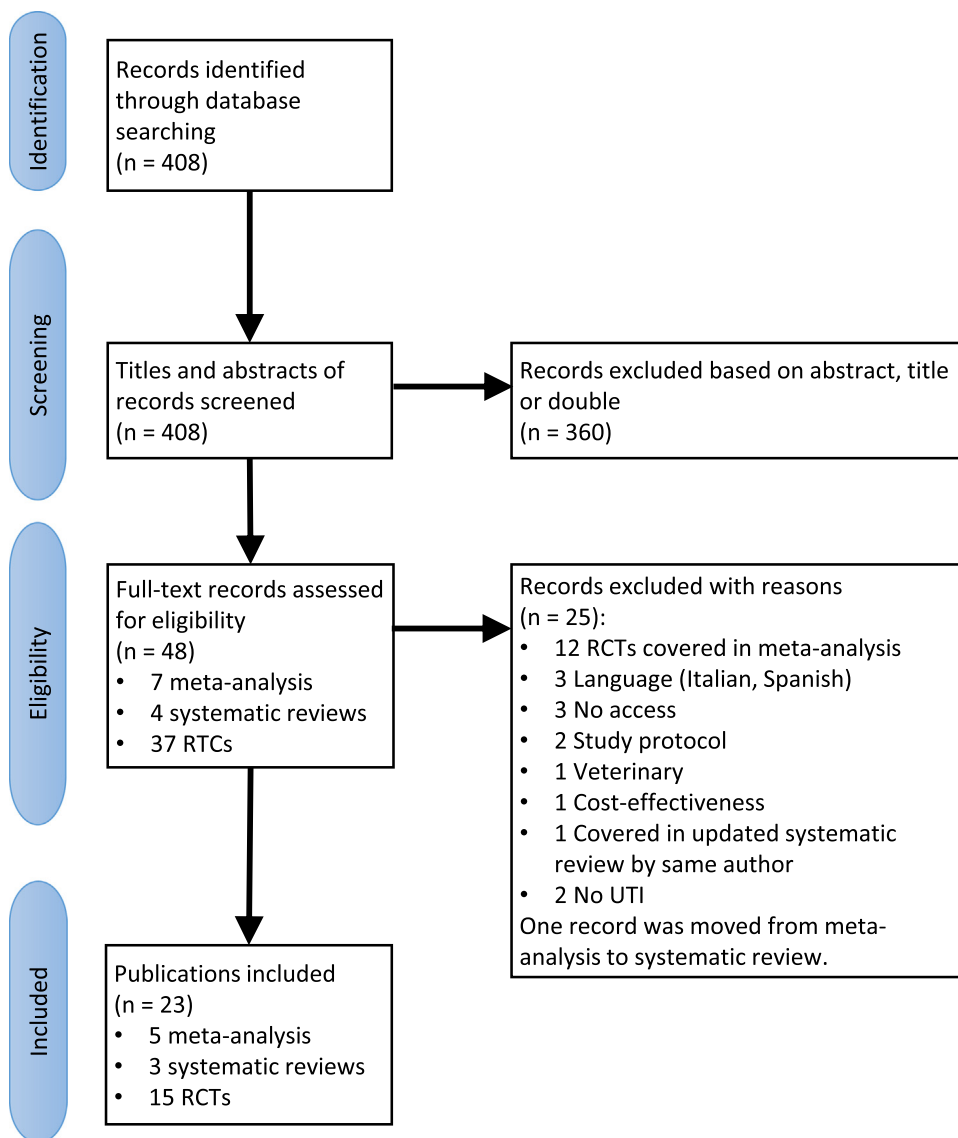 Identification
Records identified
through database
searching
(n = 408)
Screening
Titles and abstracts of
records screened
(n = 408)
Records excluded based on abstract, title
or double
(n = 360)
Eligibility
Full-text records assessed
for eligibility
(n = 48)
• 7 meta-analysis
• 4 systematic reviews
• 37 RTCs
Records excluded with reasons
(n = 25):
• 12 RCTs covered in meta-analysis
• 3 Language (Italian, Spanish)
• 3 No access
• 2 Study protocol
• 1 Veterinary
• 1 Cost-effectiveness
• 1 Covered in updated systematic
review by same author
• 2 No UTI
One record was moved from meta-
analysis to systematic review.
Included
Publications included
(n = 23)
• 5 meta-analysis
• 3 systematic reviews
• 15 RCTs